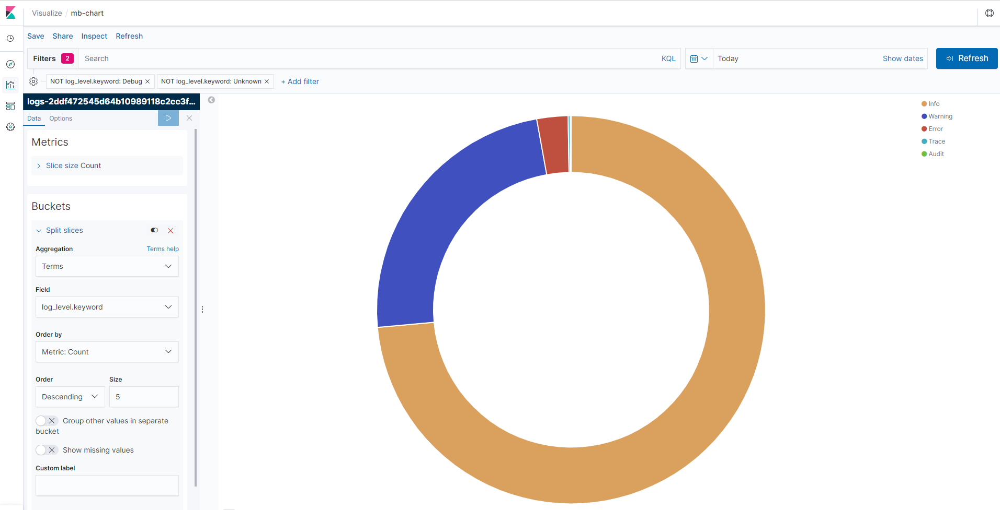 Visualize / mb-chart
Save Share Inspect Refresh
Filters 2 Search KQL Today Show dates Refresh
NOT log_level.keyword: Debug NOT log_level.keyword: Unknown + Add filter
logs-2ddf472545d64b10989118c2cc3f...
Data Options
Metrics
Slice size Count
Buckets
Split slices
Aggregation Terms help
Terms
Field
log_level.keyword
Order by
Metric: Count
Order Size
Descending 5
Group other values in separate
bucket
Show missing values
Custom label
Info
Warning
Error
Trace
Audit